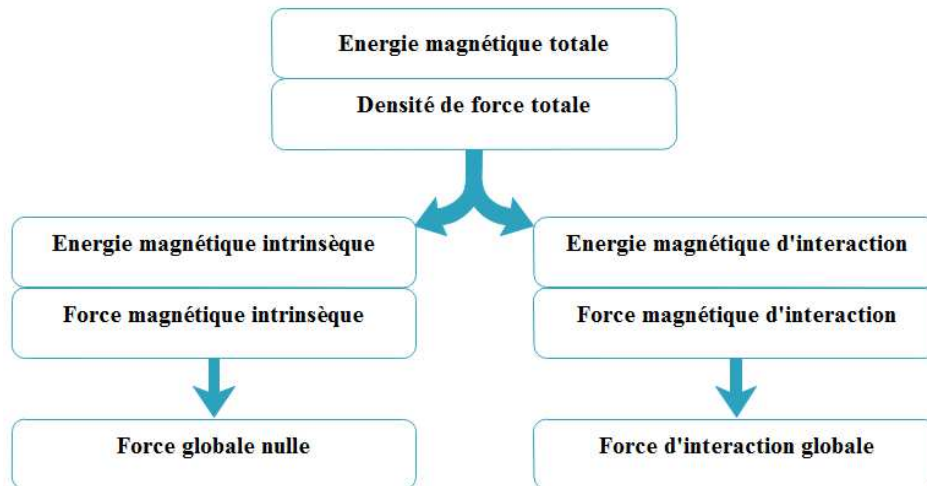 Energie magnétique totale
Densité de force totale
Energie magnétique intrinsèque
Force magnétique intrinsèque
Force globale nulle
Energie magnétique d'interaction
Force magnétique d'interaction
Force d'interaction globale